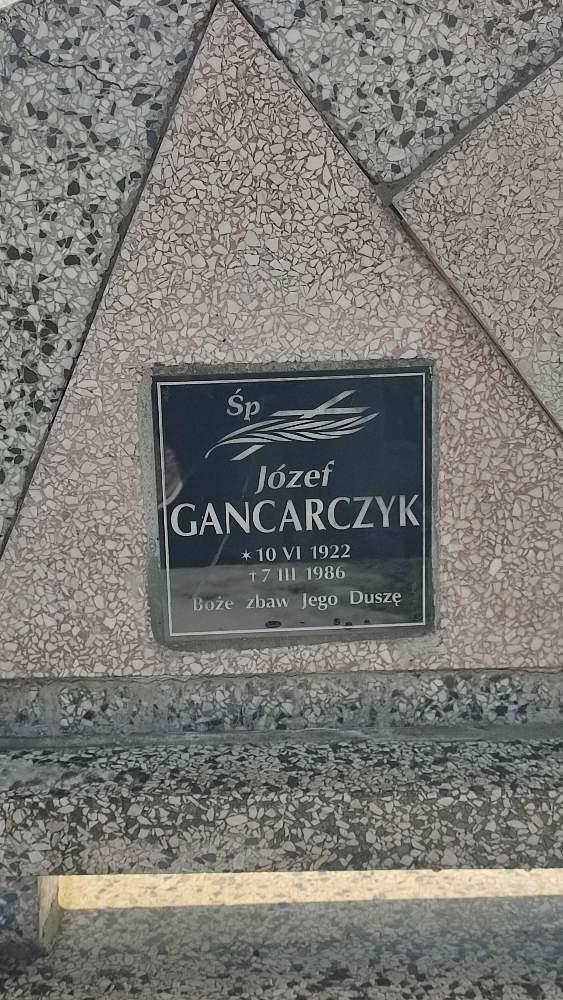 Śp
Józef
GANCARCZYK
✶ 10 VI 1922
† 7 III 1986
Boże zbaw Jego Duszę